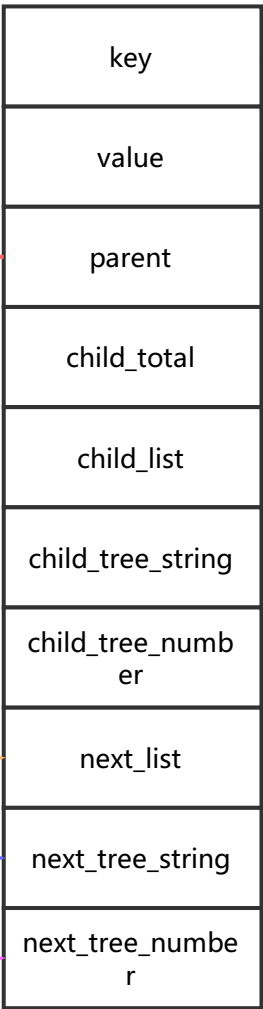 key
value
parent
child_total
child_list
child_tree_string
child_tree_numb
er
next_list
next_tree_string
next_tree_numbe
r